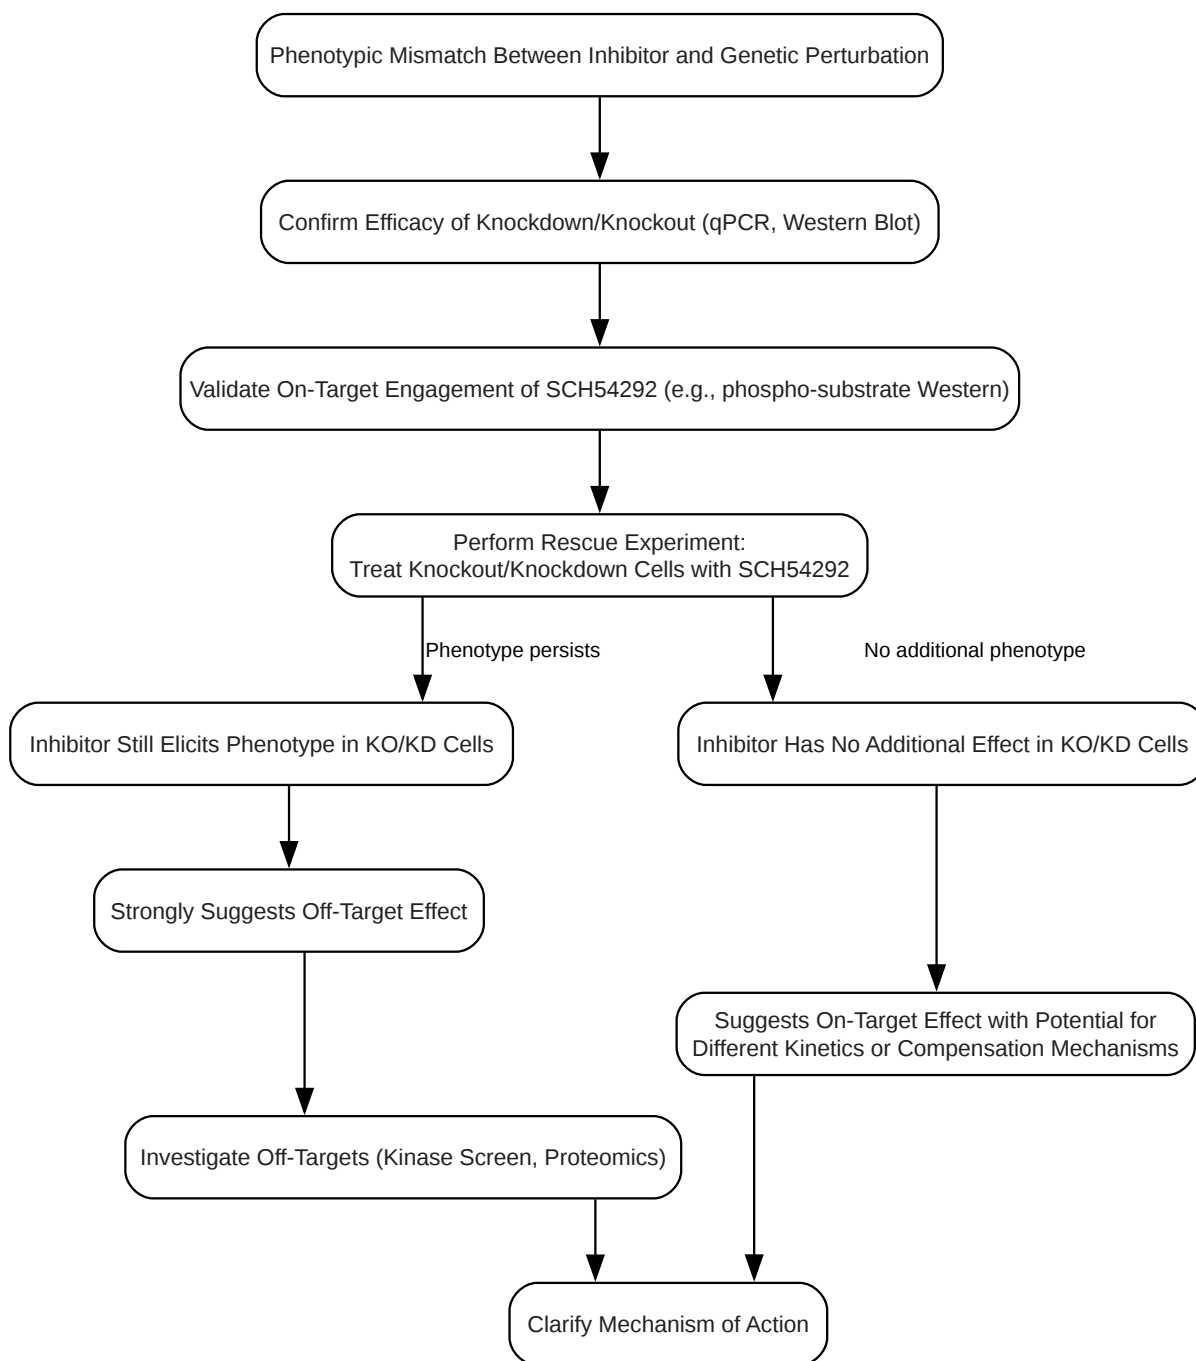 Phenotypic Mismatch Between Inhibitor and Genetic Perturbation
Confirm Efficacy of Knockdown/Knockout (qPCR, Western Blot)
Validate On-Target Engagement of SCH54292 (e.g., phospho-substrate Western)
Perform Rescue Experiment:
Treat Knockout/Knockdown Cells with SCH54292
Phenotype persists
No additional phenotype
Inhibitor Still Elicits Phenotype in KO/KD Cells
Inhibitor Has No Additional Effect in KO/KD Cells
Strongly Suggests Off-Target Effect
Suggests On-Target Effect with Potential for
Different Kinetics or Compensation Mechanisms
Investigate Off-Targets (Kinase Screen, Proteomics)
Clarify Mechanism of Action